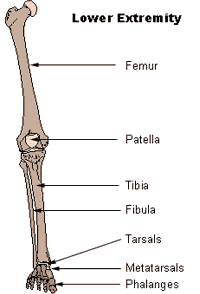 Lower Extremity
Femur
Patella
Tibia
Fibula
Tarsals
Metatarsals
Phalanges